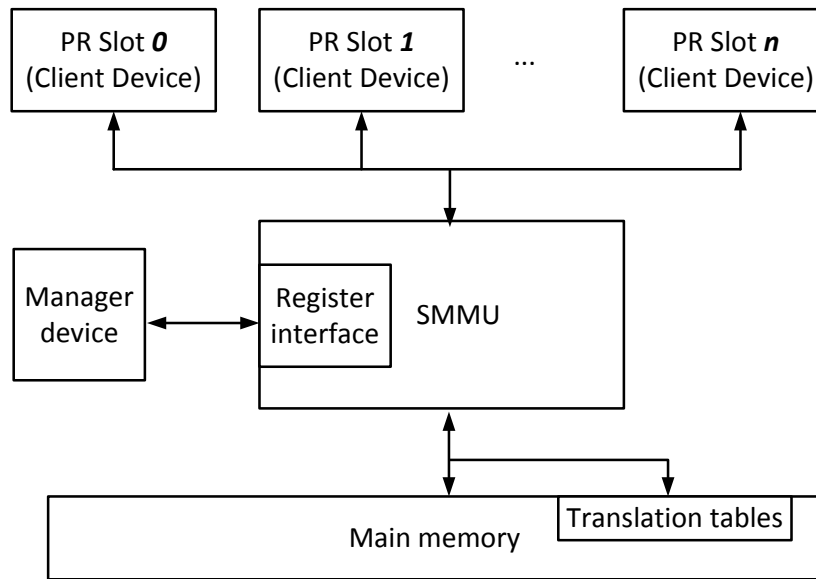 PR Slot 0
(Client Device)
PR Slot 1
(Client Device)
...
PR Slot n
(Client Device)
Manager
device
Register
interface
SMMU
Translation tables
Main memory